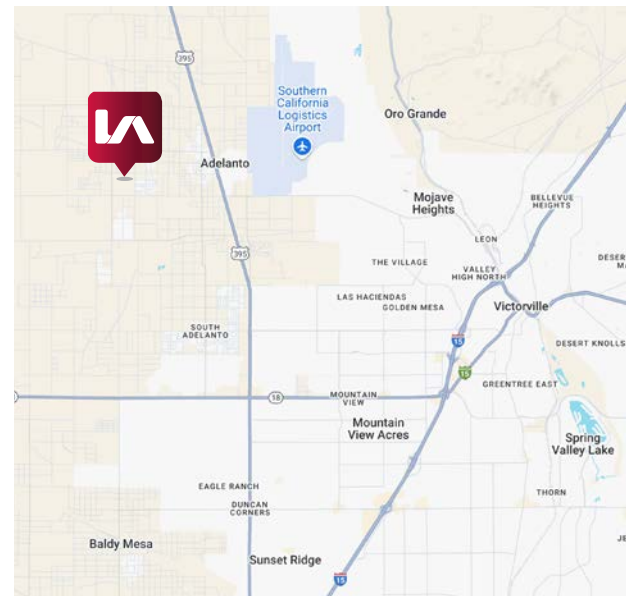 395
Southern
California
Logistics
Airport
Oro Grande
LA
Adelanto
Mojave
Heights
BELLEVUE
HEIGHTS
LEON
395
THE VILLAGE
VALLEY
HIGH NORTH
DESER
LAS HACIENDAS
GOLDEN MESA
Victorville
SOUTH
ADELANTO
15
DESERT KNOLLS
15
GREENTREE EAST
18
MOUNTAIN
VIEW
Mountain
View Acres
Spring
Valley Lake
EAGLE RANCH
THORN
DUNCAN
CORNERS
Baldy Mesa
Sunset Ridge
15